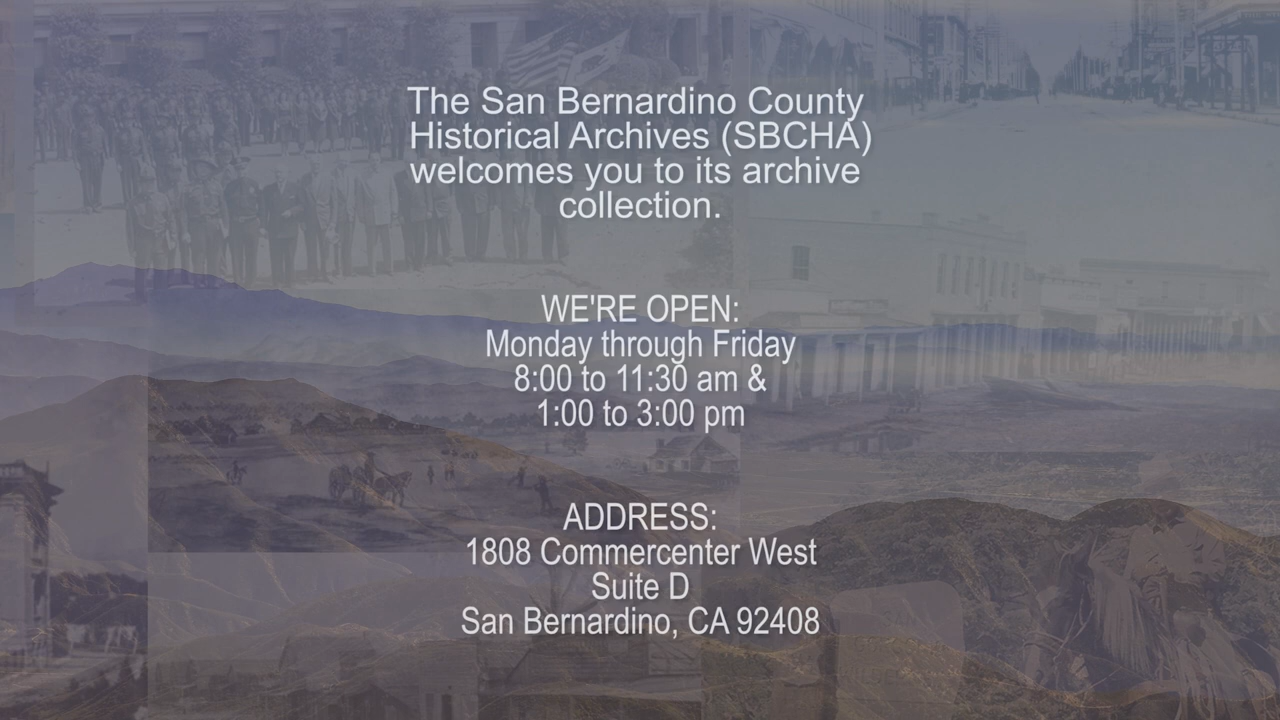 The San Bernardino County
Historical Archives (SBCHA)
welcomes you to its archive
collection.
WE'RE OPEN:
Monday through Friday
8:00 to 11:30 am &
1:00 to 3:00 pm
ADDRESS:
1808 Commercenter West
Suite D
San Bernardino, CA 92408